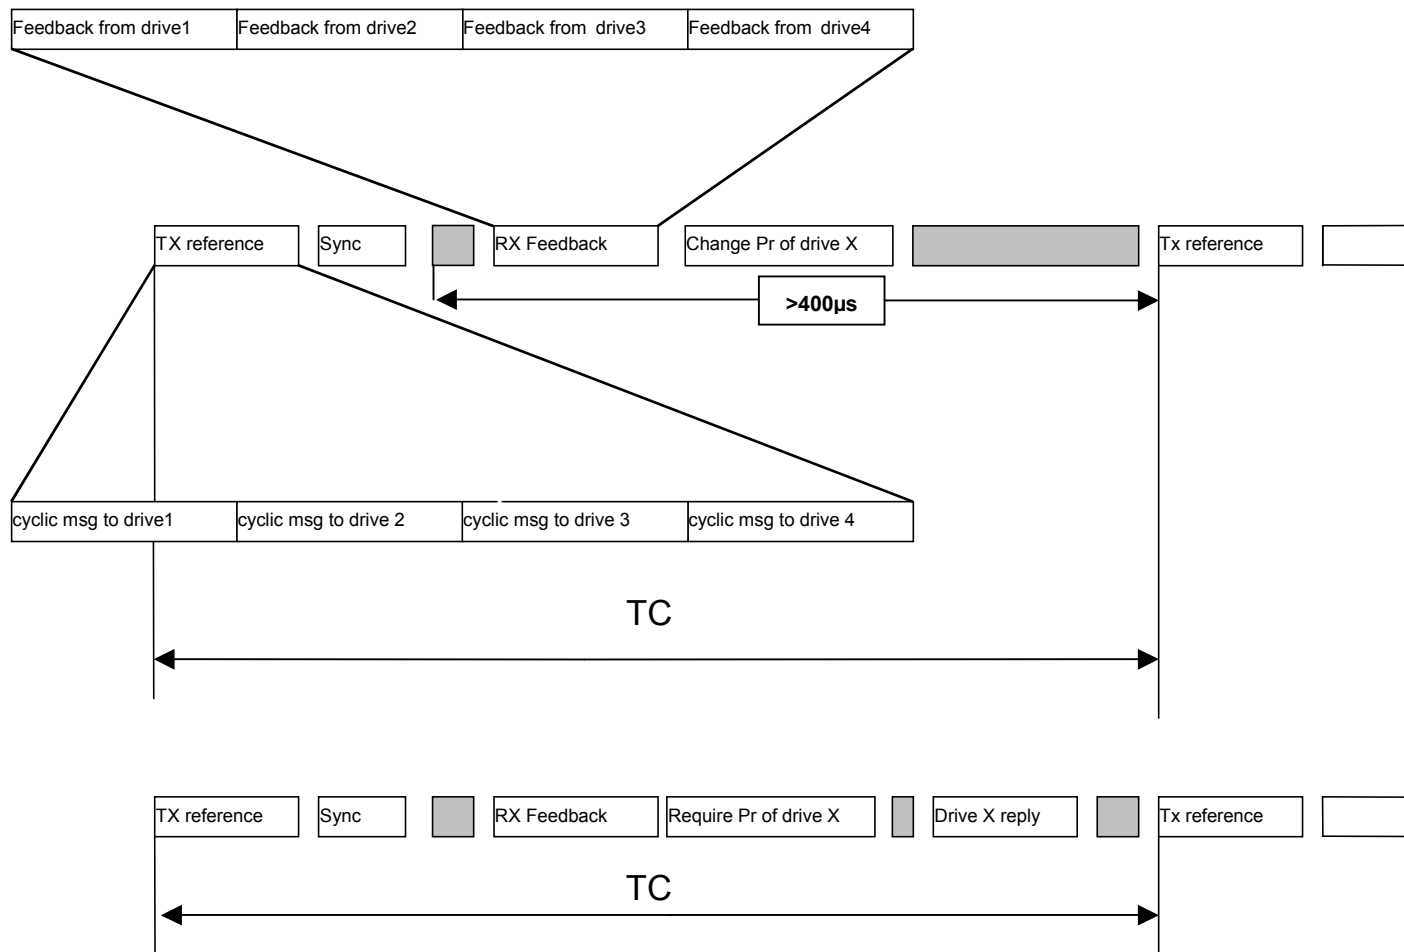 Feedback from drive1 Feedback from drive2 Feedback from  drive3 Feedback from  drive4
TX reference Sync RX Feedback Change Pr of drive X Tx reference
>400µs
cyclic msg to drive1 cyclic msg to drive 2 cyclic msg to drive 3 cyclic msg to drive 4
TC
TX reference Sync RX Feedback Require Pr of drive X Drive X reply Tx reference
TC